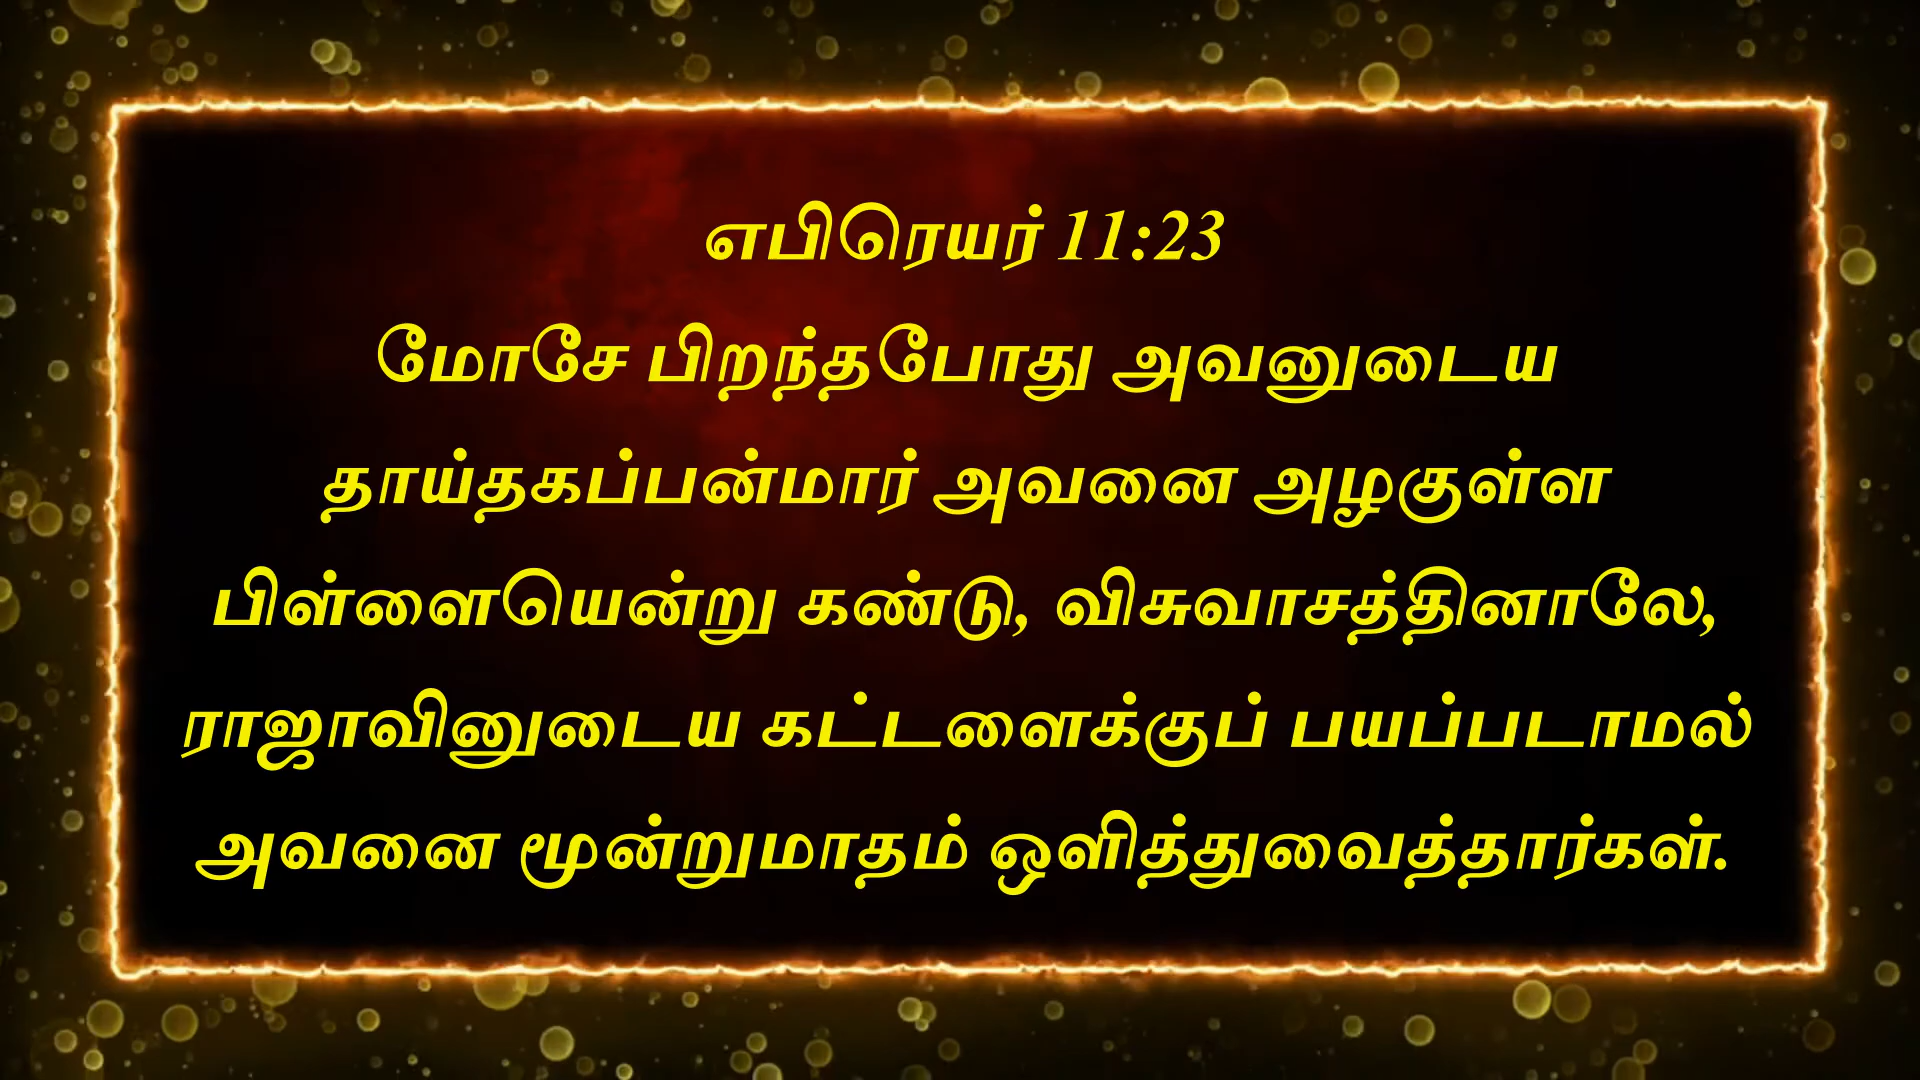 எபிரெயர் 11:23
மோசே பிறந்தபோது அவனுடைய
தாய்தகப்பன்மார் அவனை அழகுள்ள
பிள்ளையென்று கண்டு, விசுவாசத்தினாலே,
ராஜாவினுடைய கட்டளைக்குப் பயப்படாமல்
அவனை மூன்றுமாதம் ஒளித்துவைத்தார்கள்.